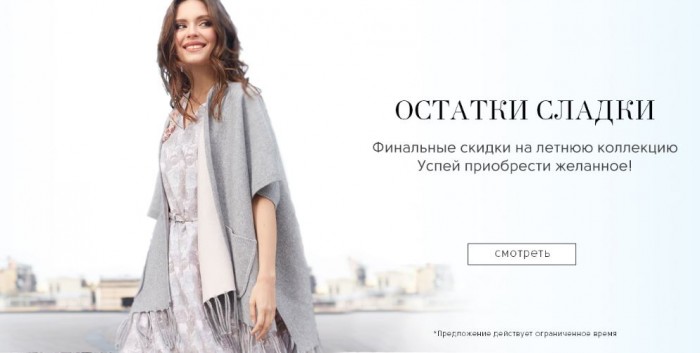 ОСТАТКИ СЛАДКИ
Финальные скидки на летнюю коллекцию
Успей приобрести желанное!
смотреть
*Предложение действует ограниченное время